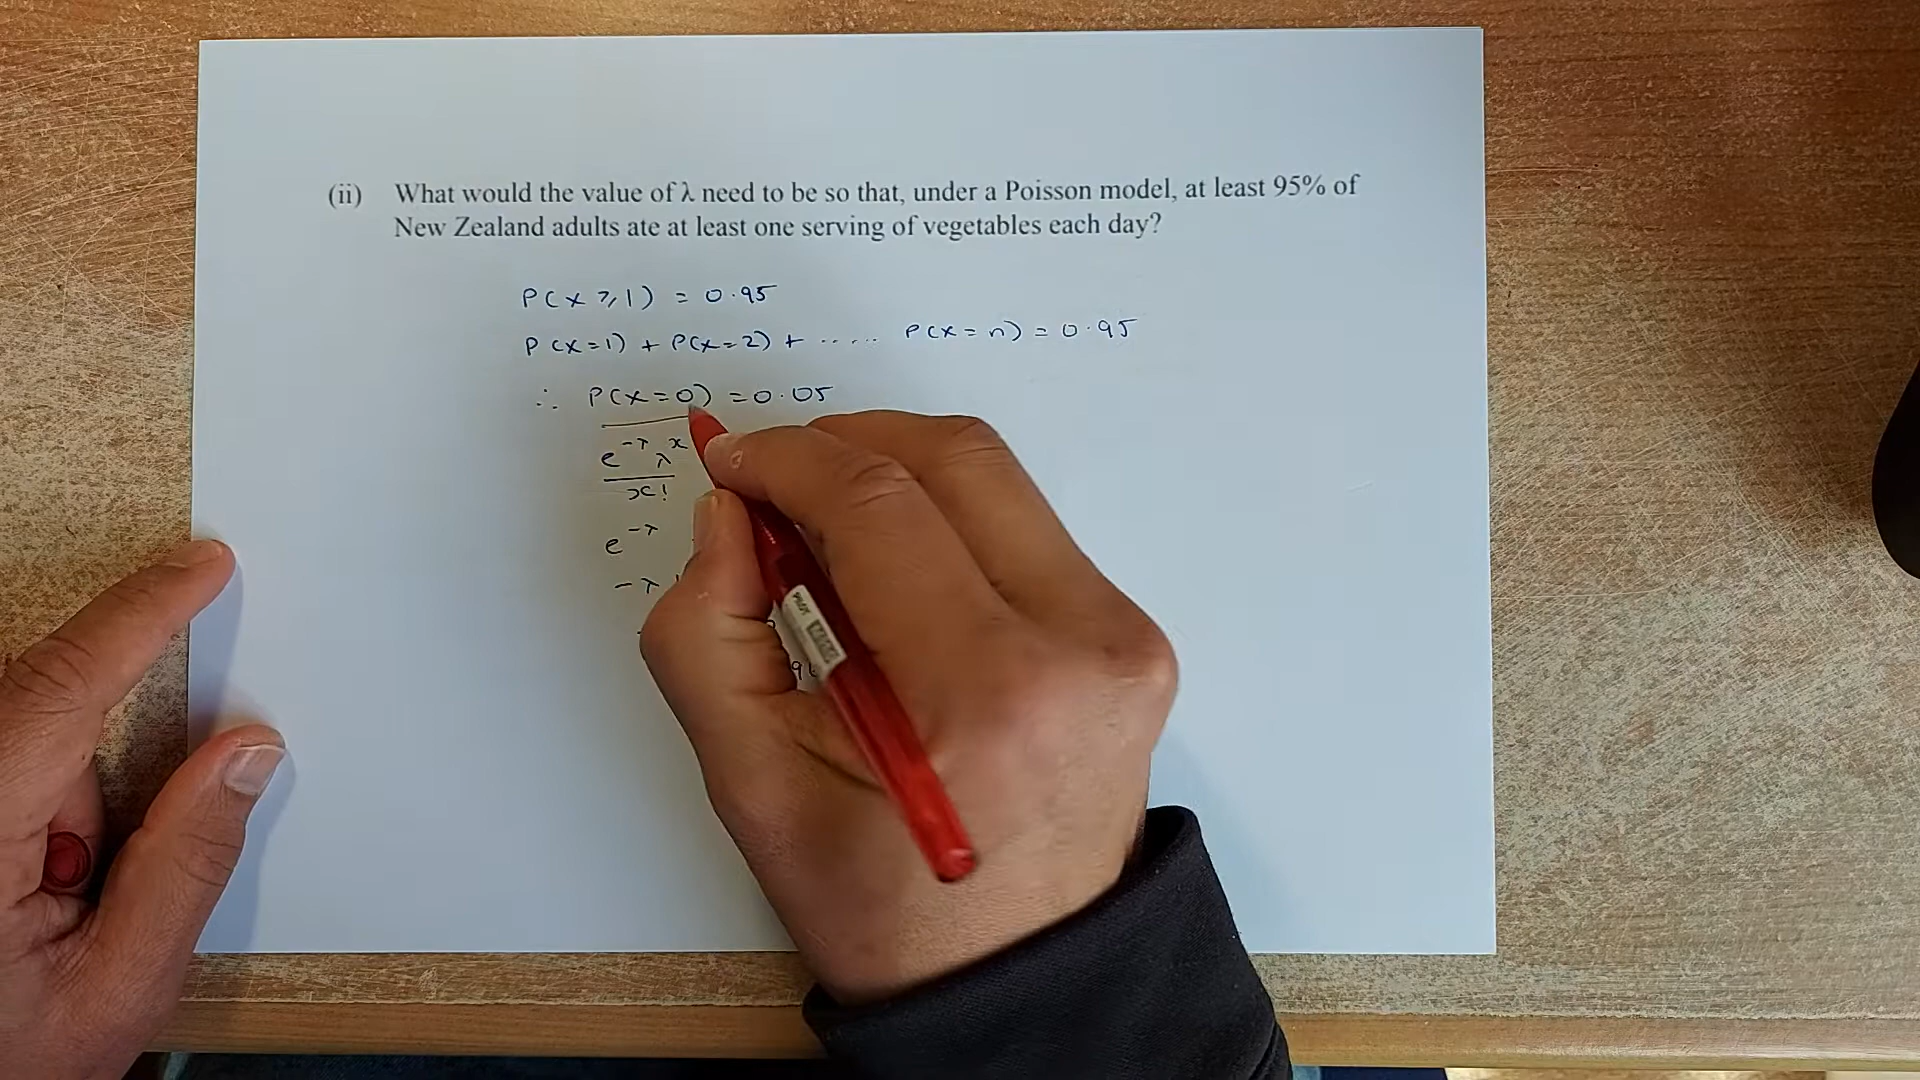 (ii) What would the value of λ need to be so that, under a Poisson model, at least 95% of
New Zealand adults ate at least one serving of vegetables each day?
P(x ⩾ 1) = 0.95
P(x=1) + P(x=2) + ..... P(x=n) = 0.95
∴ P(x=0) = 0.05
e^-λ λ^x
x!
e^-λ
-λ
PILOT